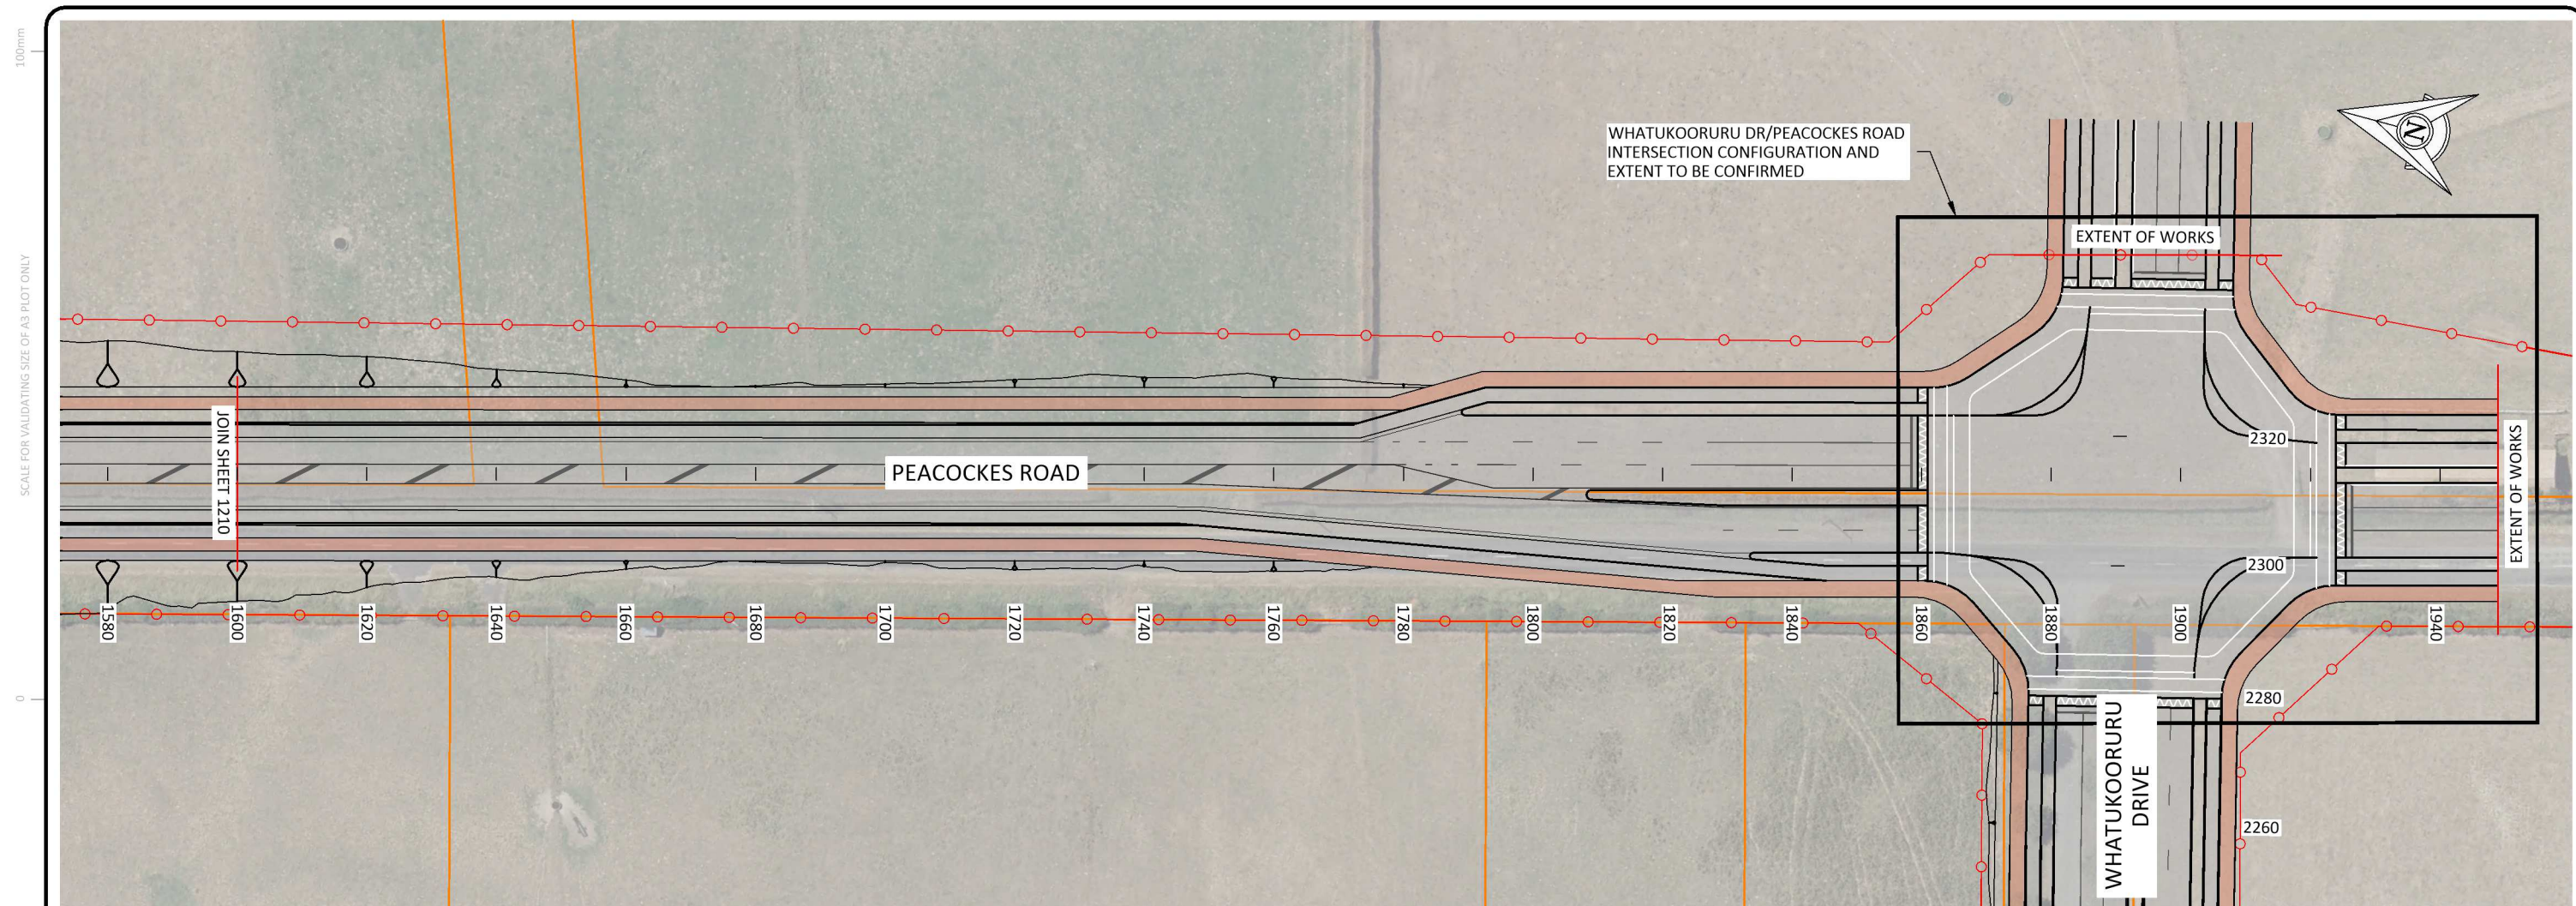 100mm
SCALE FOR VALIDATING SIZE OF A3 PLOT ONLY
0
WHATUKOORURU DR/PEACOCKES ROAD
INTERSECTION CONFIGURATION AND
EXTENT TO BE CONFIRMED
N
EXTENT OF WORKS
JOIN SHEET 1210
PEACOCKES ROAD
2320
2300
EXTENT OF WORKS
1580
1600
1620
1640
1660
1680
1700
1720
1740
1760
1780
1800
1820
1840
1860
1880
1900
1940
2280
WHATUKOORURU
DRIVE
2260